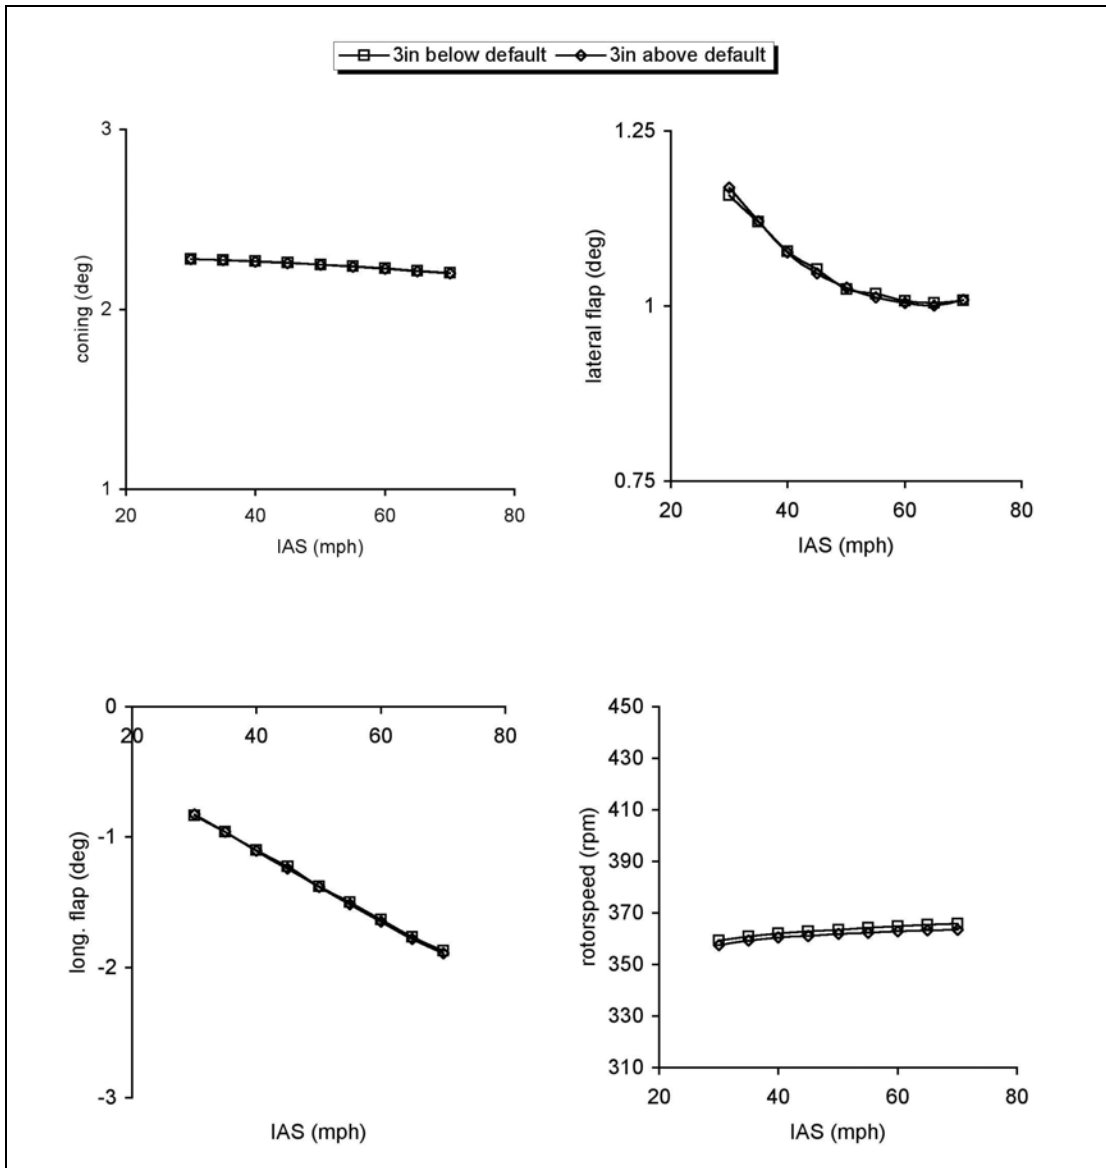 3in below default 3in above default
3
2
1
20 40 60 80
coning (deg)
IAS (mph)
1.25
1
0.75
20 40 60 80
lateral flap (deg)
IAS (mph)
0
20 40 60 80
-1
-2
-3
long. flap (deg)
IAS (mph)
450
430
410
390
370
350
330
310
20 40 60 80
rotorspeed (rpm)
IAS (mph)